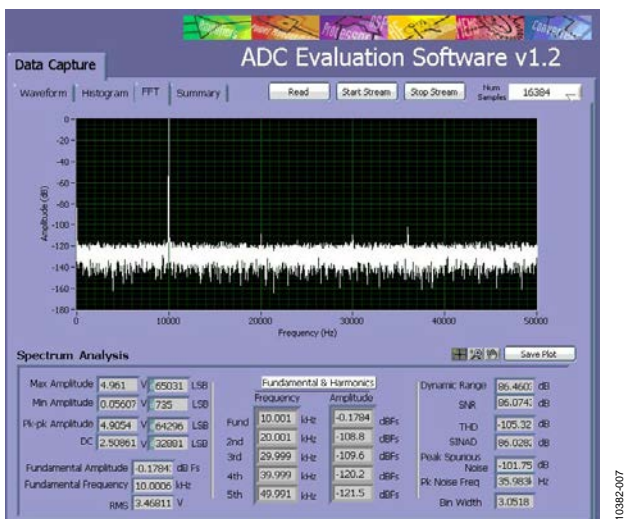 ADC Evaluation Software v1.2
Data Capture
Waveform Histogram FFT Summary Read Start Stream Stop Stream Num Samples 16384
0
-20
-40
-60
-80
-100
-120
-140
-160
-180
Amplitude (dB)
0 10000 20000 30000 40000 50000
Frequency (Hz)
Spectrum Analysis
Save Plot
Max Amplitude 4.961 V 65031 LSB
Min Amplitude 0.05607 V 735 LSB
Pk-pk Amplitude 4.9054 V 64296 LSB
DC 2.50861 V 32881 LSB
Fundamental Amplitude -0.1784 dB Fs
Fundamental Frequency 10.0006 kHz
RMS 3.46811 V
Fundamental & Harmonics
Frequency Amplitude
Fund 10.001 kHz -0.1784 dBFs
2nd 20.001 kHz -108.8 dBFs
3rd 29.999 kHz -109.6 dBFs
4th 39.999 kHz -120.2 dBFs
5th 49.991 kHz -121.5 dBFs
Dynamic Range 86.460 dB
SNR 86.074 dB
THD -105.32 dB
SINAD 86.028 dB
Peak Spurious Noise -101.75 dB
Pk Noise Freq 35.983k Hz
Bin Width 3.0518
10382-007